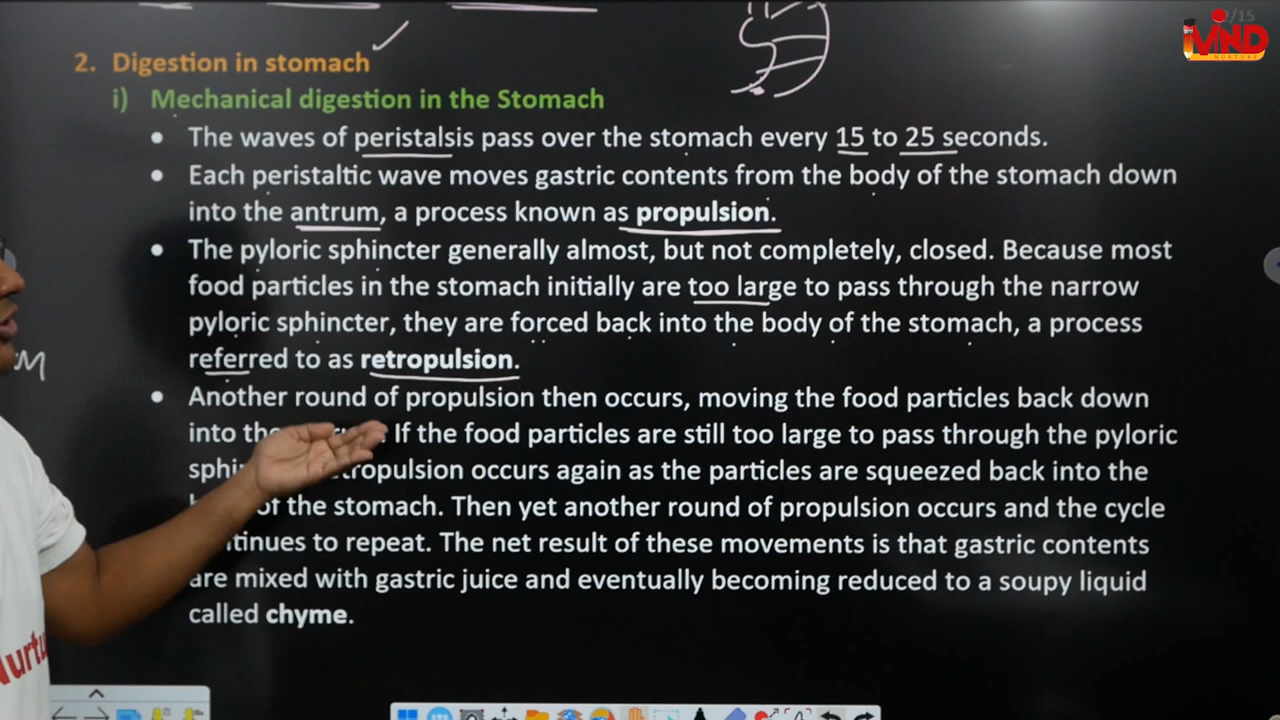 /15
MIND
NURTURE
2. Digestion in stomach
i) Mechanical digestion in the Stomach
• The waves of peristalsis pass over the stomach every 15 to 25 seconds.
• Each peristaltic wave moves gastric contents from the body of the stomach down
into the antrum, a process known as propulsion.
• The pyloric sphincter generally almost, but not completely, closed. Because most
food particles in the stomach initially are too large to pass through the narrow
pyloric sphincter, they are forced back into the body of the stomach, a process
referred to as retropulsion.
M
• Another round of propulsion then occurs, moving the food particles back down
into the If the food particles are still too large to pass through the pyloric
occurs again as the particles are squeezed back into the
of the stomach. Then yet another round of propulsion occurs and the cycle
to repeat. The net result of these movements is that gastric contents
are mixed with gastric juice and eventually becoming reduced to a soupy liquid
called chyme.